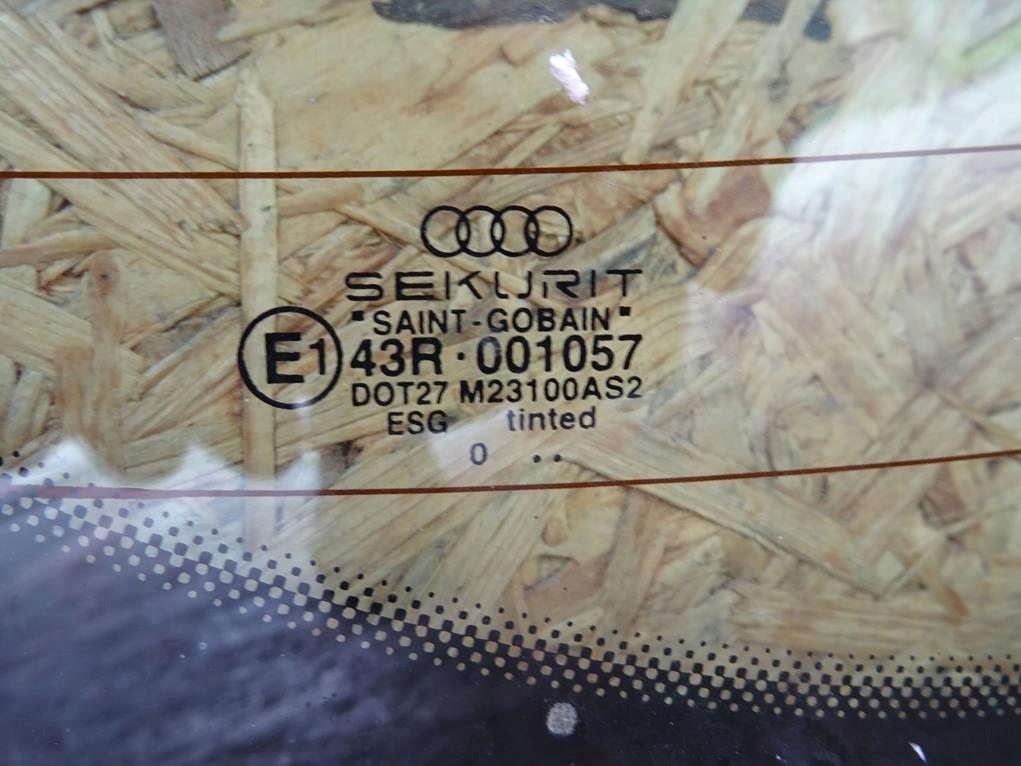 SEKURIT
"SAINT-GOBAIN"
E1 43R · 001057
DOT27 M23100AS2
ESG tinted
0 ..